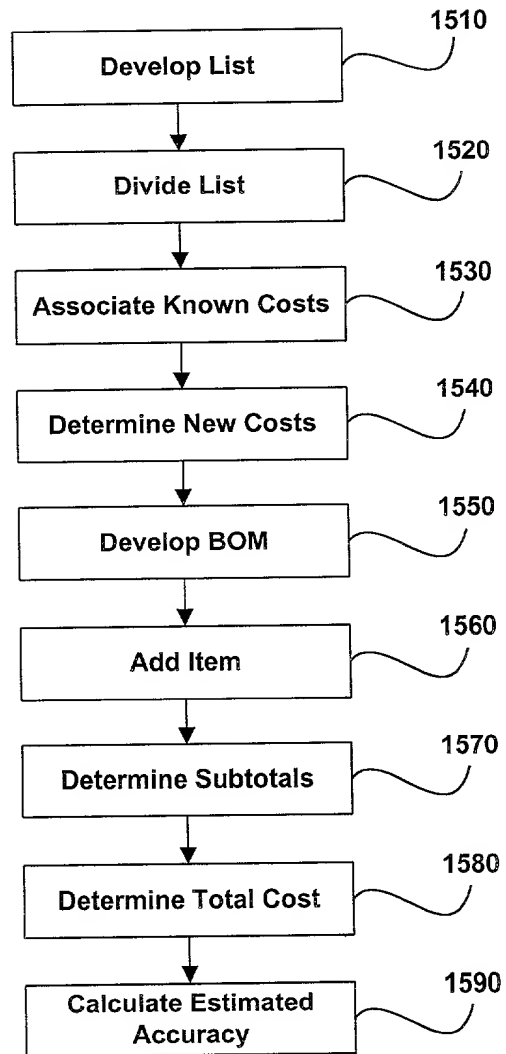 1510
Develop List
1520
Divide List
1530
Associate Known Costs
1540
Determine New Costs
1550
Develop BOM
1560
Add Item
1570
Determine Subtotals
1580
Determine Total Cost
1590
Calculate Estimated
Accuracy